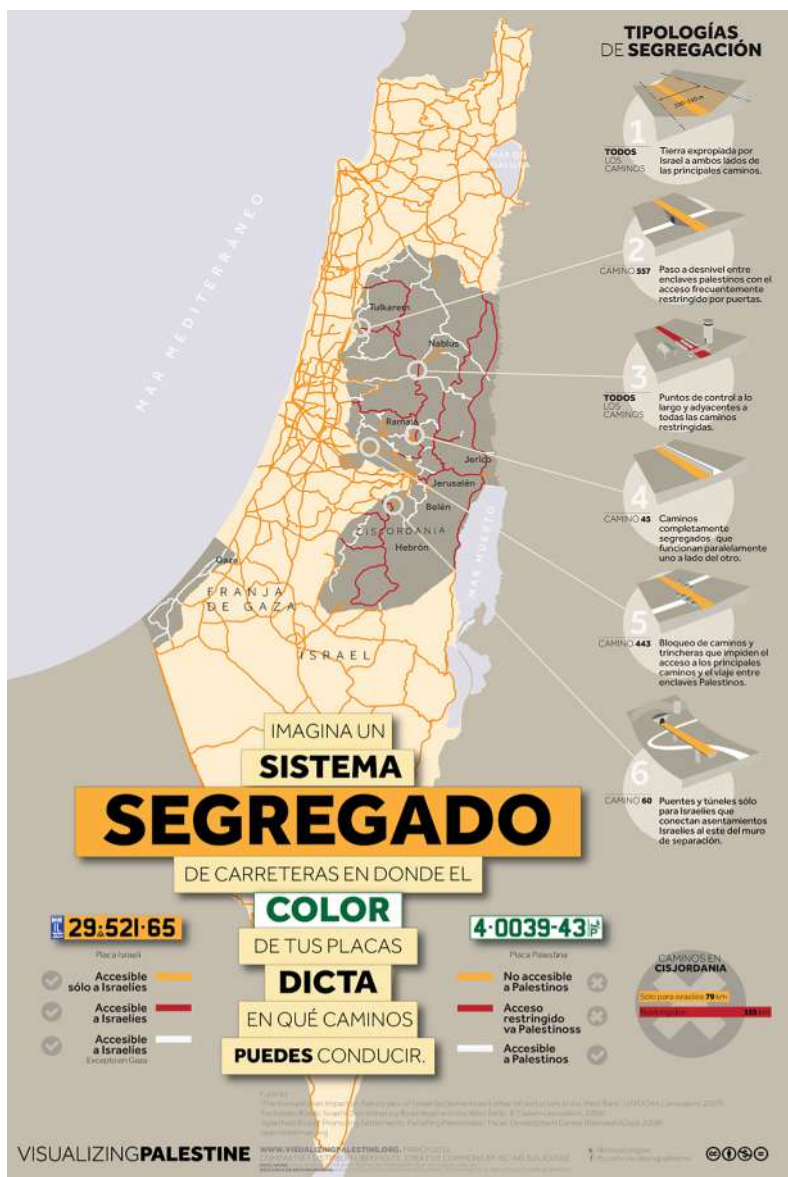 TIPOLOGÍAS
DE SEGREGACIÓN
1
TODOS
LOS
CAMINOS
Tierra expropiada por
Israel a ambos lados de
las principales caminos.
2
CAMINO 557
Paso a desnivel entre
enclaves palestinos con el
acceso frecuentemente
restringido por puertas.
3
TODOS
LOS
CAMINOS
Puntos de control a lo
largo y adyacentes a
todas las caminos
restringidas.
4
CAMINO 45
Caminos
completamente
segregados que
funcionan paralelamente
uno a lado del otro.
5
CAMINO 443
Bloqueo de caminos y
trincheras que impiden el
acceso a los principales
caminos y el viaje entre
enclaves Palestinos.
6
CAMINO 60
Puentes y túneles sólo
para Israelíes que
conectan asentamientos
Israelíes al este del muro
de separación.
MAR MEDITERRÁNEO
MAR DE
Tulkarem
Nablus
Ramala
Jericó
Jerusalén
Belén
CISJORDANIA
Hebrón
MAR MUERTO
Gaza
FRANJA
DE GAZA
ISRAEL
IMAGINA UN
SISTEMA
SEGREGADO
DE CARRETERAS EN DONDE EL
COLOR
DE TUS PLACAS
DICTA
EN QUÉ CAMINOS
PUEDES CONDUCIR.
29:521·65
Placa Israelí
Accesible
sólo a Israelíes
Accesible
a Israelíes
Accesible
a Israelíes
Excepto en Gaza
4·0039-43
Placa Palestina
No accesible
a Palestinos
Acceso
restringido
va Palestinoss
Accesible
a Palestinos
CAMINOS EN
CISJORDANIA
Sólo para israelíes 79 km
Restringidos km
VISUALIZINGPALESTINE
WWW.VISUALIZINGPALESTINE.ORG